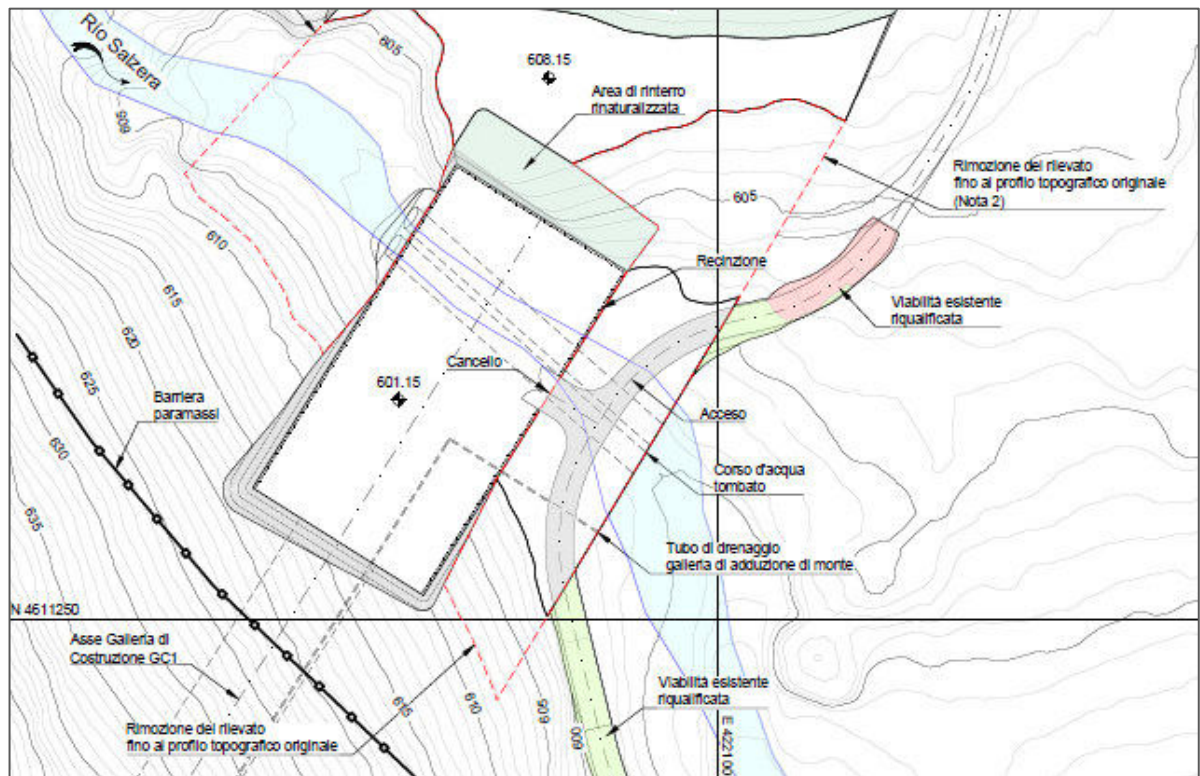 Rio Salzera
605
608.15
Area di rinterro
rinaturalizzata
605
Rimozione del rilevato
fino al profilo topografico originale
(Nota 2)
605
610
Recinzione
615
Viabilità esistente
riqualificata
620
Cancello
601.15
625
Barriera
paramassi
Acceso
630
Corso d'acqua
tombato
635
Tubo di drenaggio
galleria di adduzione di monte
N 4611250
Asse Galleria di
Costruzione GC1
Viabilità esistente
riqualificata
615
610
605
600
E 422100
Rimozione del rilevato
fino al profilo topografico originale